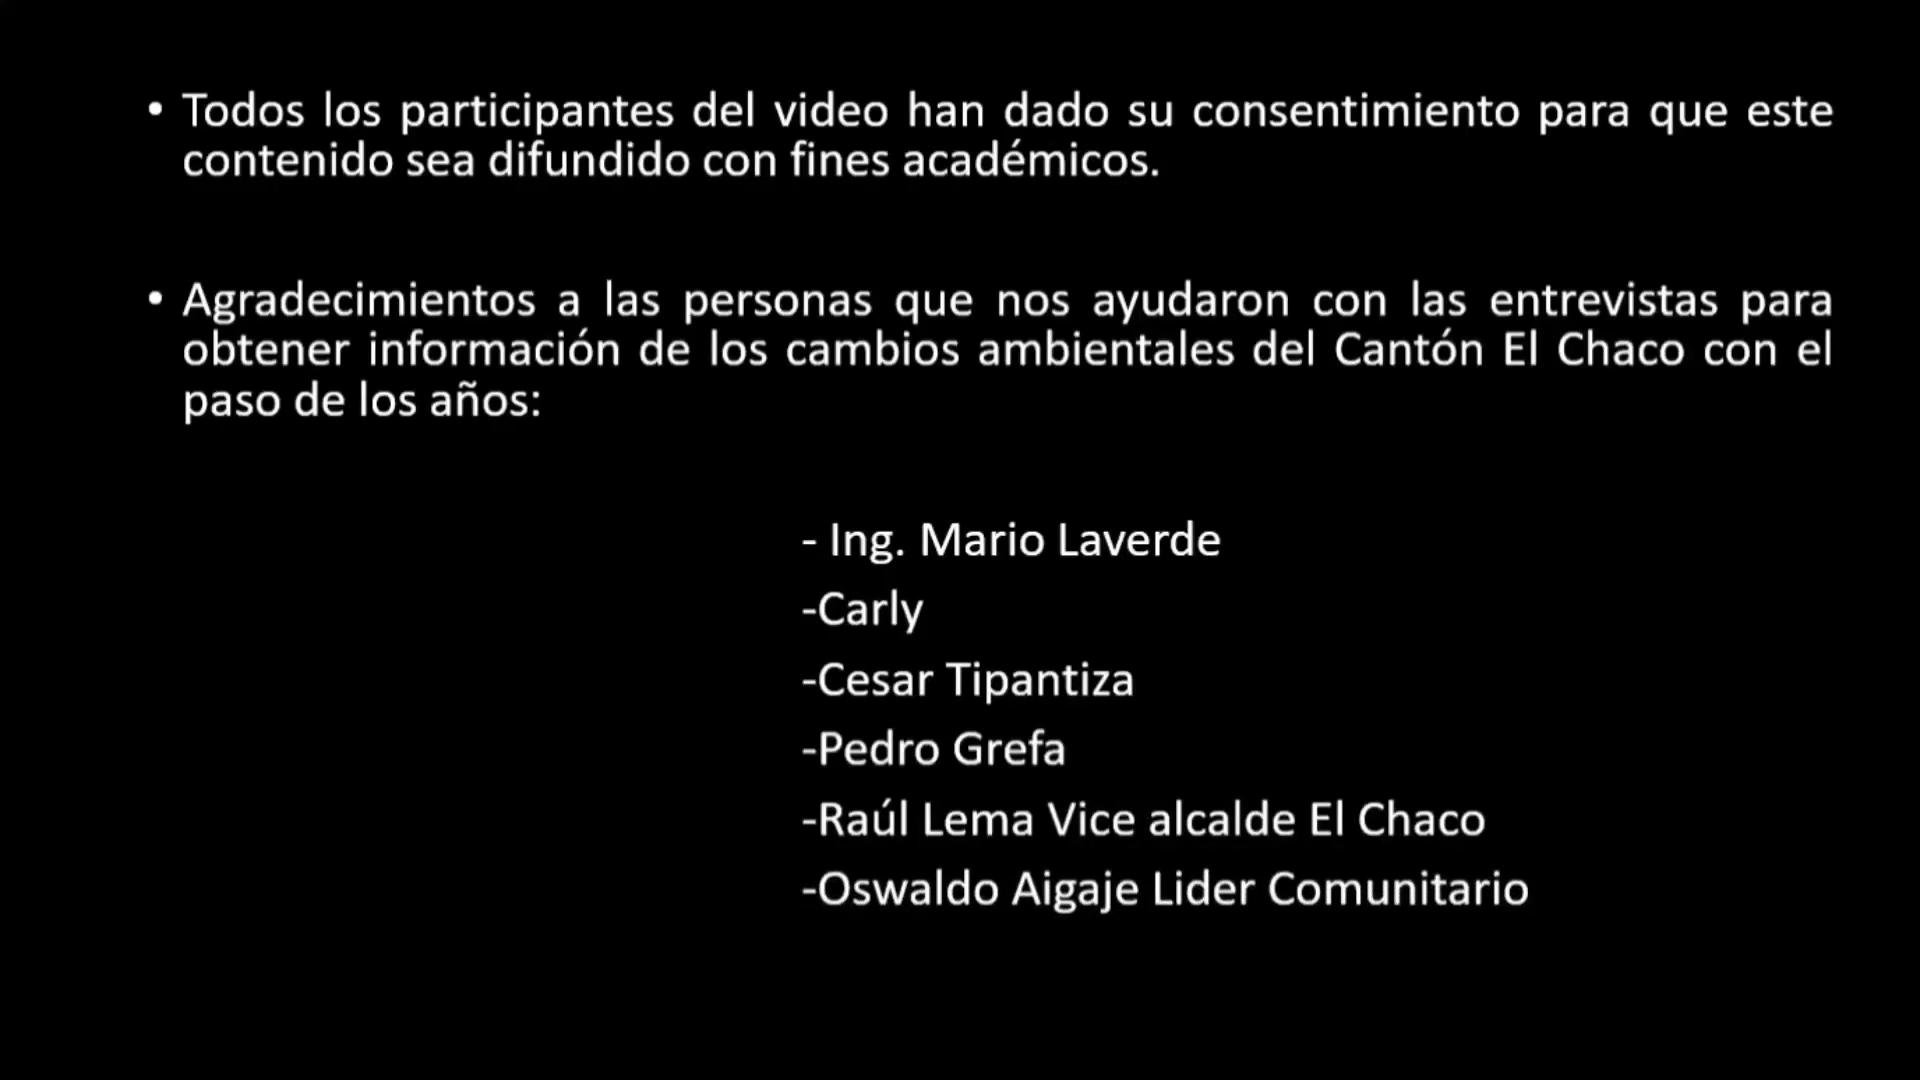 • Todos los participantes del video han dado su consentimiento para que este
contenido sea difundido con fines académicos.
• Agradecimientos a las personas que nos ayudaron con las entrevistas para
obtener información de los cambios ambientales del Cantón El Chaco con el
paso de los años:
- Ing. Mario Laverde
-Carly
-Cesar Tipantiza
-Pedro Grefa
-Raúl Lema Vice alcalde El Chaco
-Oswaldo Aigaje Lider Comunitario